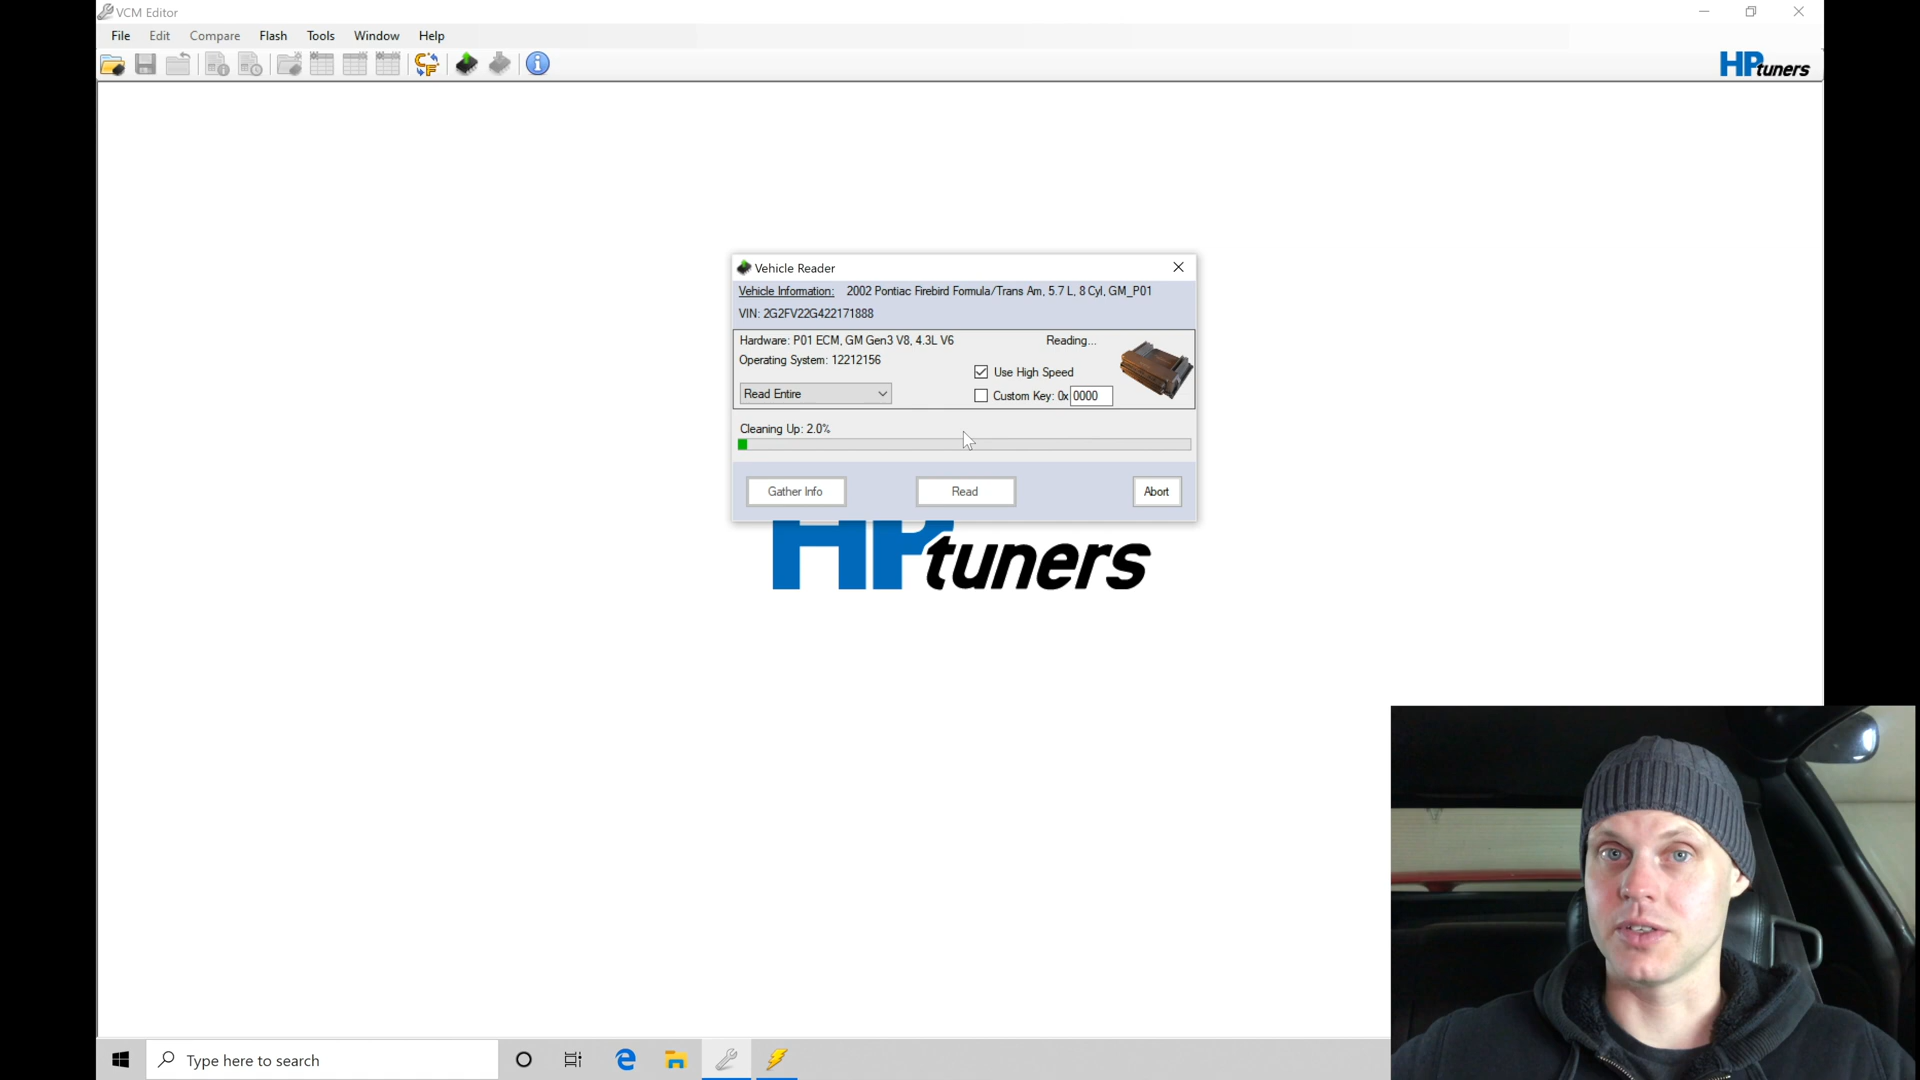 VCM Editor
File Edit Compare Flash Tools Window Help
HPtuners
Vehicle Reader
Vehicle Information: 2002 Pontiac Firebird Formula/Trans Am, 5.7 L, 8 Cyl, GM_P01
VIN: 2G2FV22G422171888
Hardware: P01 ECM, GM Gen3 V8, 4.3L V6 Reading...
Operating System: 12212156
Use High Speed
Read Entire
Custom Key: 0x 0000
Cleaning Up: 2.0%
Gather Info Read Abort
HPtuners
Type here to search